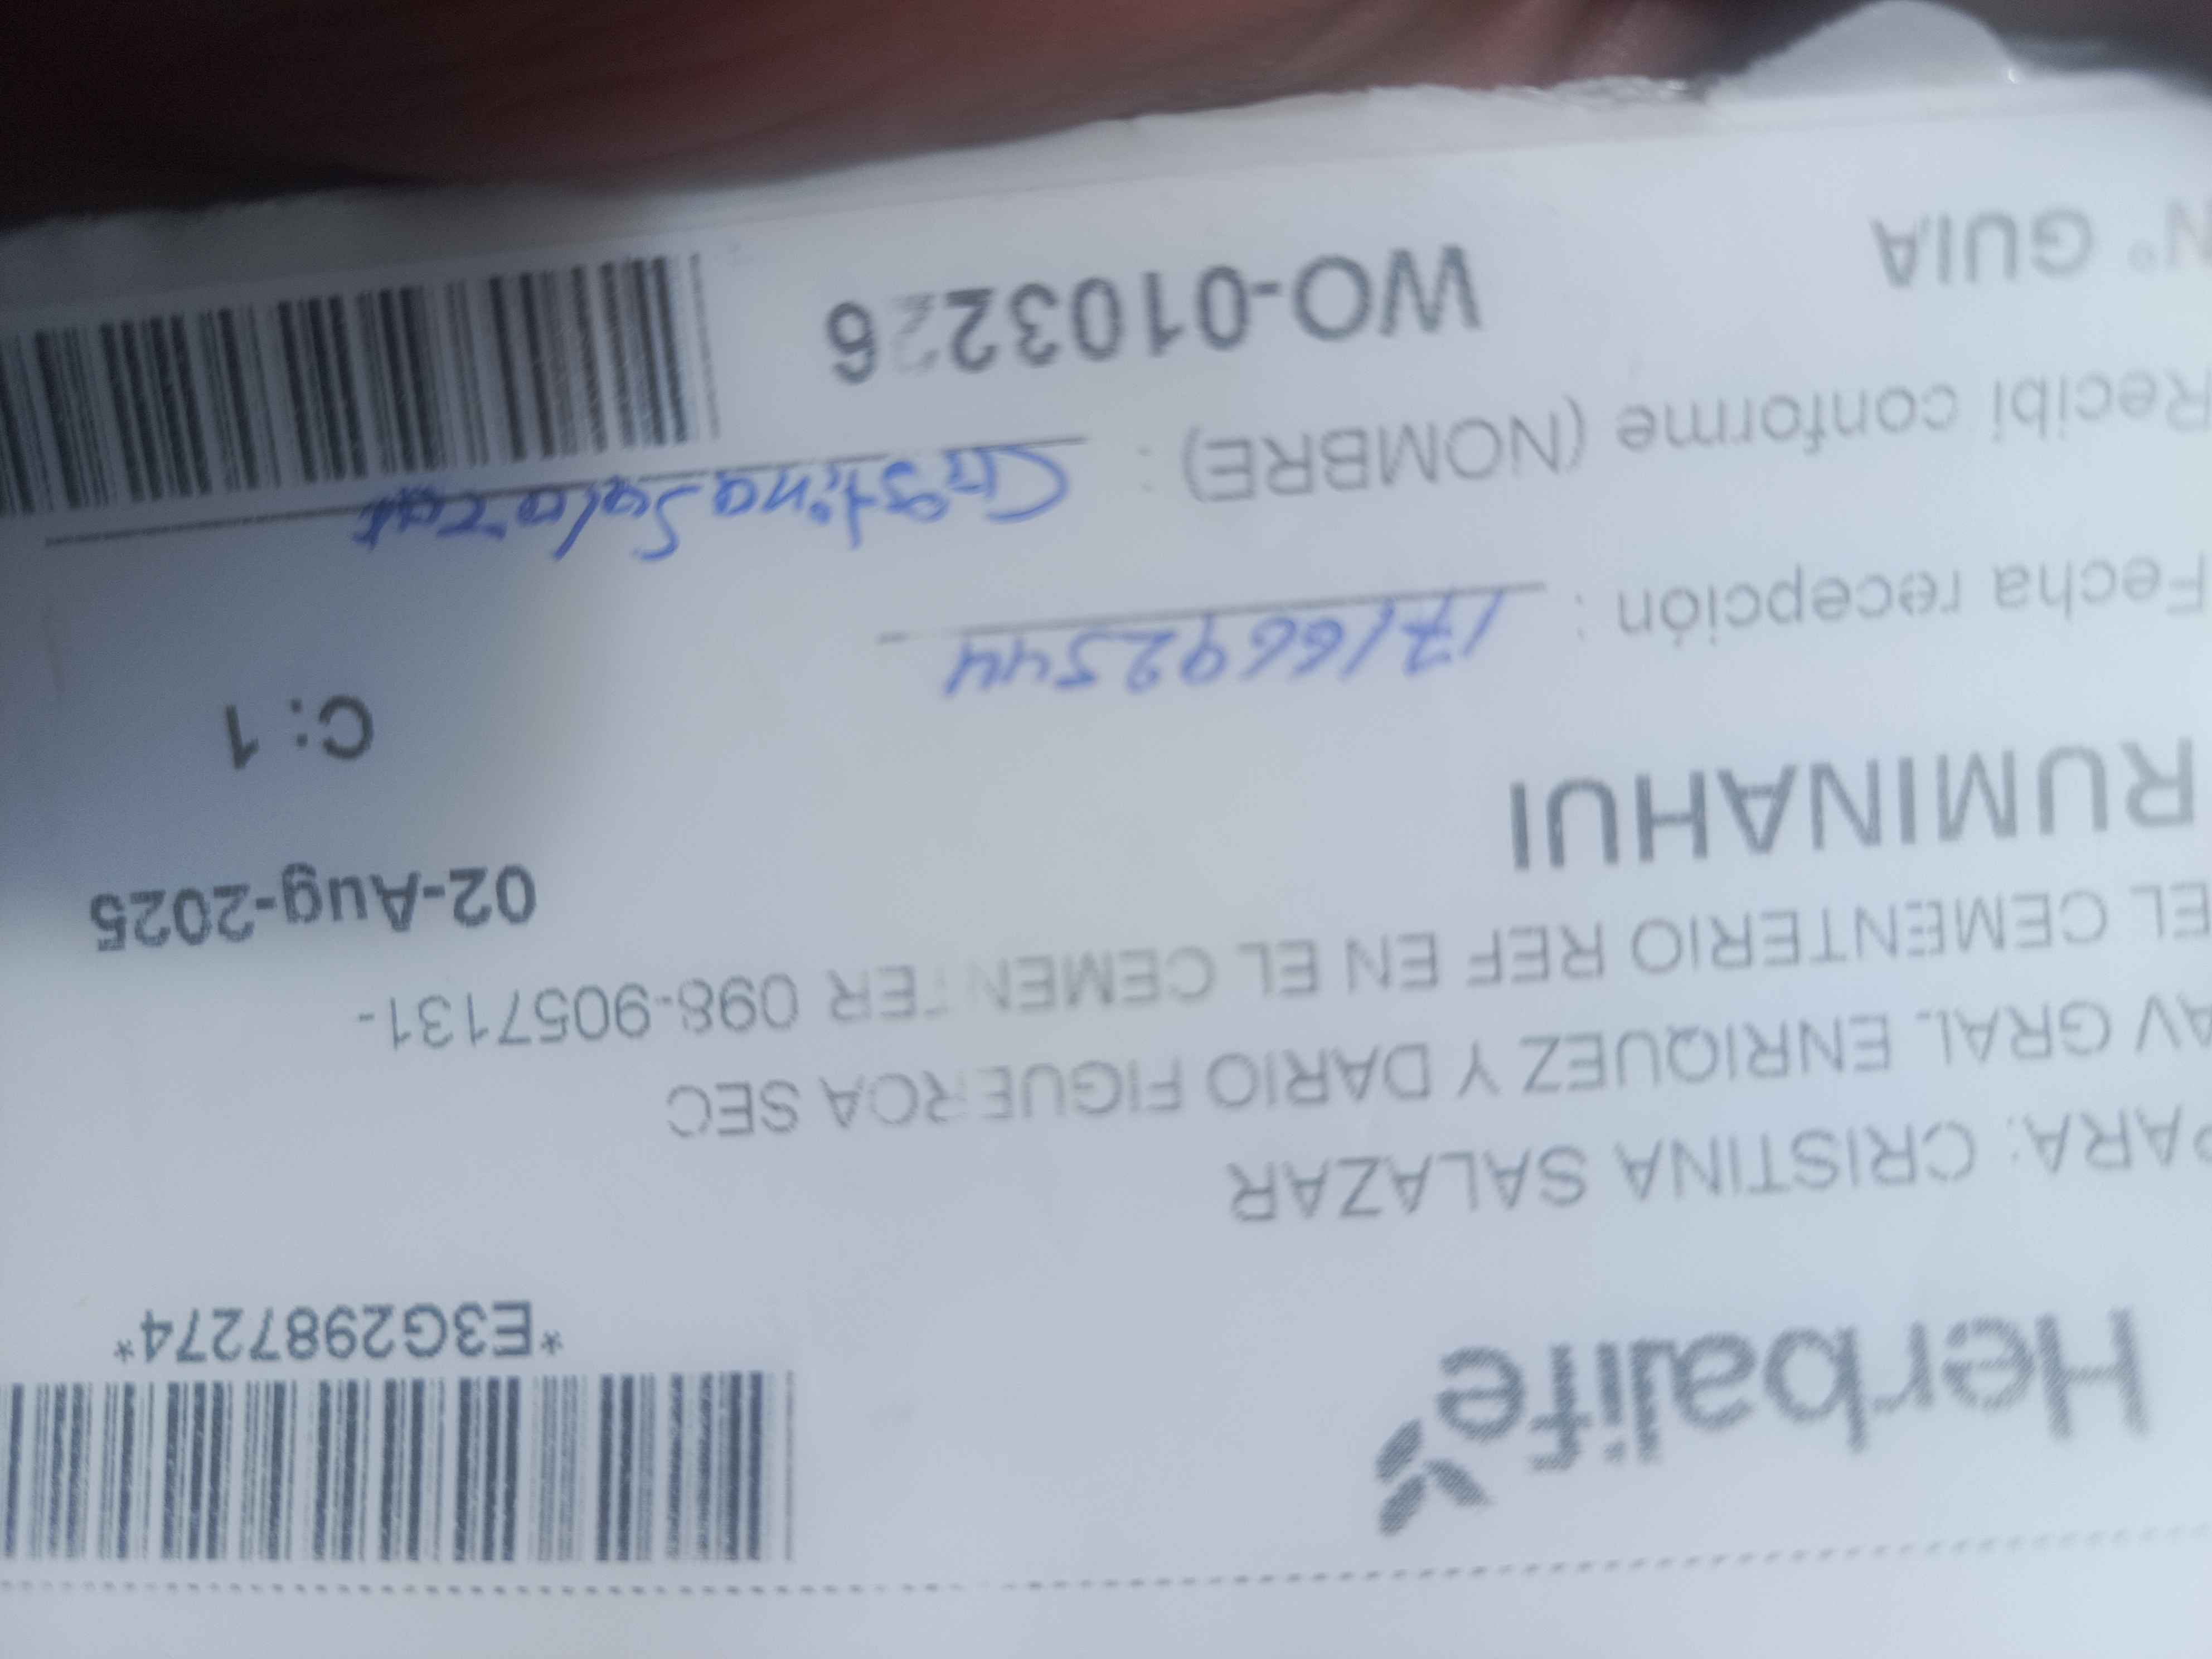 Herbalife
*E3G2987274*
PARA: CRISTINA SALAZAR
AV GRAL. ENRIQUEZ Y DARIO FIGUEROA SEC
EL CEMENTERIO REF EN EL CEMENTER 098-9057131-
02-Aug-2025
RUMINAHUI
C: 1
Fecha recepción : 1716692544
Recibi conforme (NOMBRE) : Cristina Salazar
N° GUIA WO-0103226